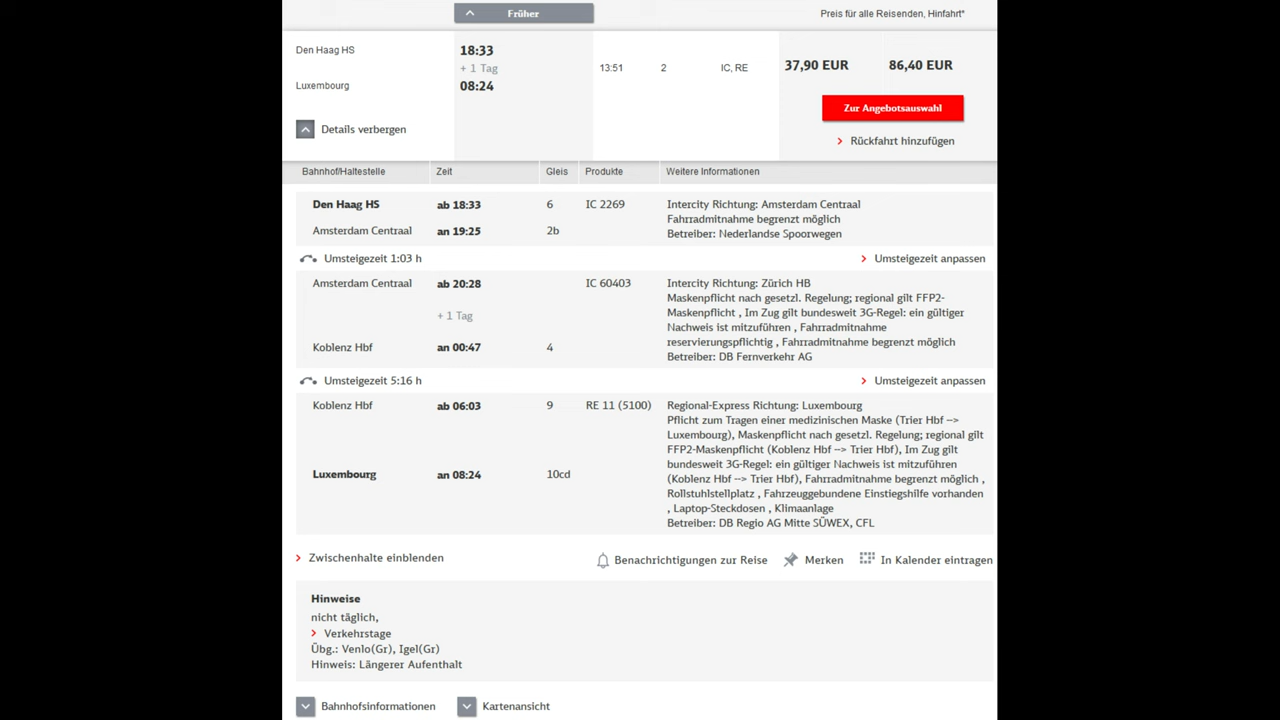 Früher
Preis für alle Reisenden, Hinfahrt*
Den Haag HS
18:33
+ 1 Tag
13:51
2
IC, RE
37,90 EUR
86,40 EUR
Luxembourg
08:24
Zur Angebotsauswahl
Details verbergen
Rückfahrt hinzufügen
Bahnhof/Haltestelle Zeit Gleis Produkte Weitere Informationen
Den Haag HS ab 18:33 6 IC 2269 Intercity Richtung: Amsterdam Centraal
Fahrradmitnahme begrenzt möglich
Amsterdam Centraal an 19:25 2b Betreiber: Nederlandse Spoorwegen
Umsteigezeit 1:03 h Umsteigezeit anpassen
Amsterdam Centraal ab 20:28 IC 60403 Intercity Richtung: Zürich HB
Maskenpflicht nach gesetzl. Regelung; regional gilt FFP2-
+ 1 Tag Maskenpflicht , Im Zug gilt bundesweit 3G-Regel: ein gültiger
Nachweis ist mitzuführen , Fahrradmitnahme
Koblenz Hbf an 00:47 4 reservierungspflichtig , Fahrradmitnahme begrenzt möglich
Betreiber: DB Fernverkehr AG
Umsteigezeit 5:16 h Umsteigezeit anpassen
Koblenz Hbf ab 06:03 9 RE 11 (5100) Regional-Express Richtung: Luxembourg
Pflicht zum Tragen einer medizinischen Maske (Trier Hbf -->
Luxembourg), Maskenpflicht nach gesetzl. Regelung; regional gilt
FFP2-Maskenpflicht (Koblenz Hbf --> Trier Hbf), Im Zug gilt
bundesweit 3G-Regel: ein gültiger Nachweis ist mitzuführen
Luxembourg an 08:24 10cd (Koblenz Hbf --> Trier Hbf), Fahrradmitnahme begrenzt möglich ,
Rollstuhlstellplatz , Fahrzeuggebundene Einstiegshilfe vorhanden
, Laptop-Steckdosen , Klimaanlage
Betreiber: DB Regio AG Mitte SÜWEX, CFL
Zwischenhalte einblenden Benachrichtigungen zur Reise Merken In Kalender eintragen
Hinweise
nicht täglich,
Verkehrstage
Übg.: Venlo(Gr), Igel(Gr)
Hinweis: Längerer Aufenthalt
Bahnhofsinformationen Kartenansicht